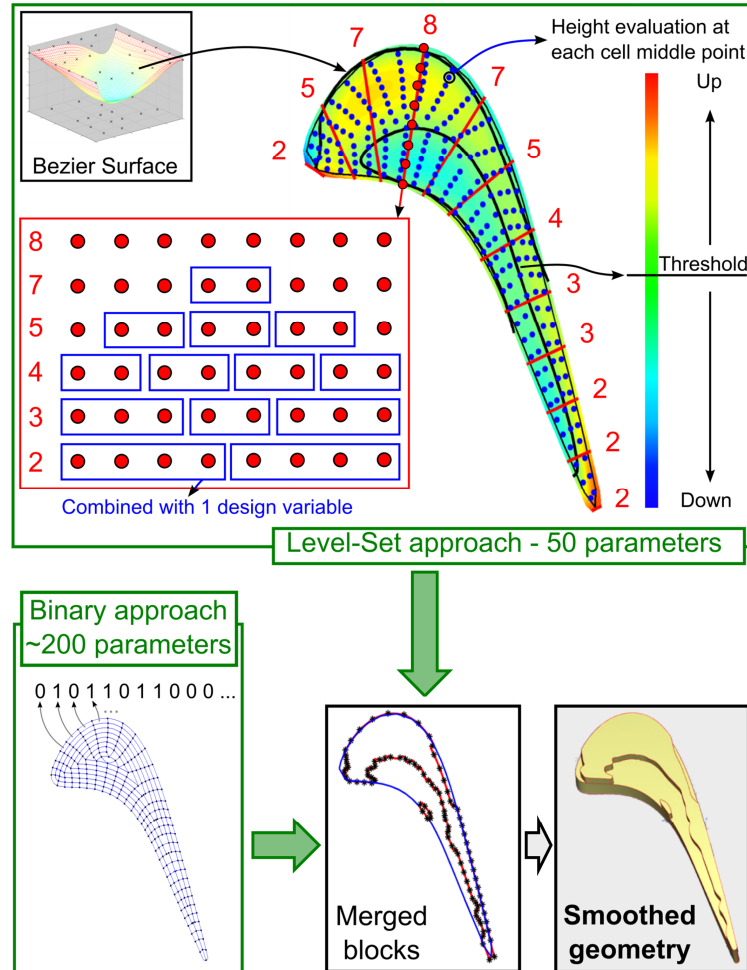 Bezier Surface
Height evaluation at
each cell middle point
Up
Threshold
Down
2
5
7
8
7
5
4
3
3
2
2
2
8
7
5
4
3
2
Combined with 1 design variable
Level-Set approach - 50 parameters
Binary approach
~200 parameters
0 1 0 1 1 0 1 1 0 0 0 ...
...
Merged
blocks
Smoothed
geometry